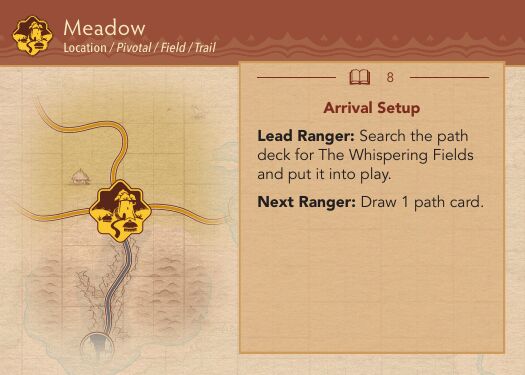 Meadow
Location / Pivotal / Field / Trail
8
Arrival Setup
Lead Ranger: Search the path
deck for The Whispering Fields
and put it into play.
Next Ranger: Draw 1 path card.